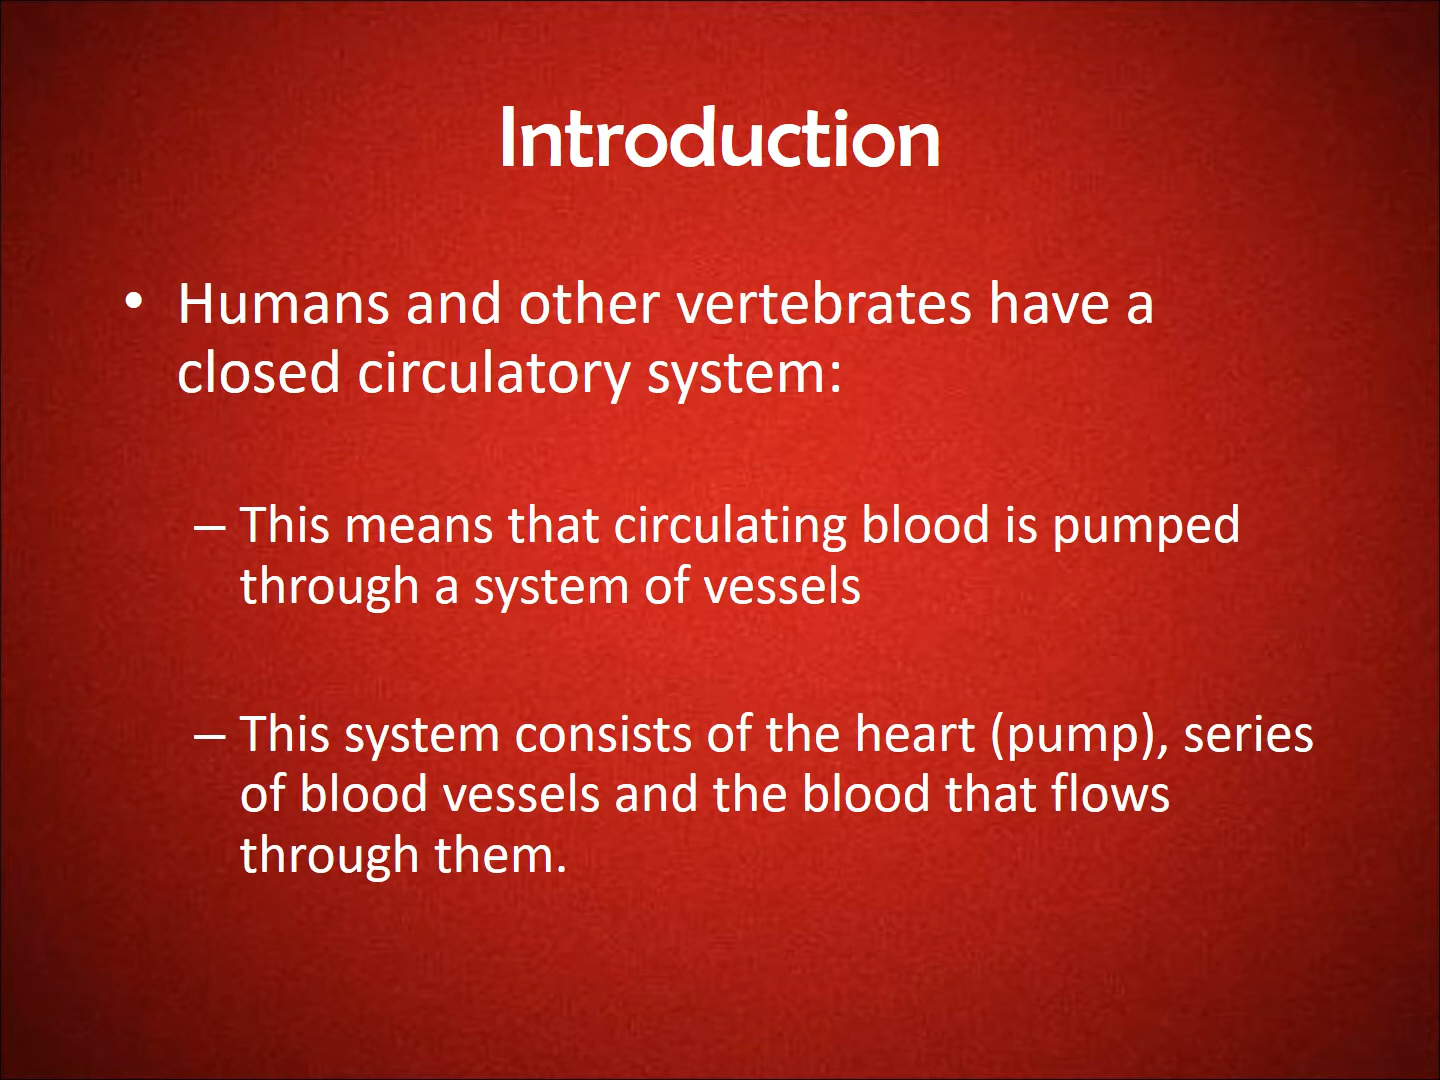 Introduction
• Humans and other vertebrates have a
closed circulatory system:
– This means that circulating blood is pumped
through a system of vessels
– This system consists of the heart (pump), series
of blood vessels and the blood that flows
through them.